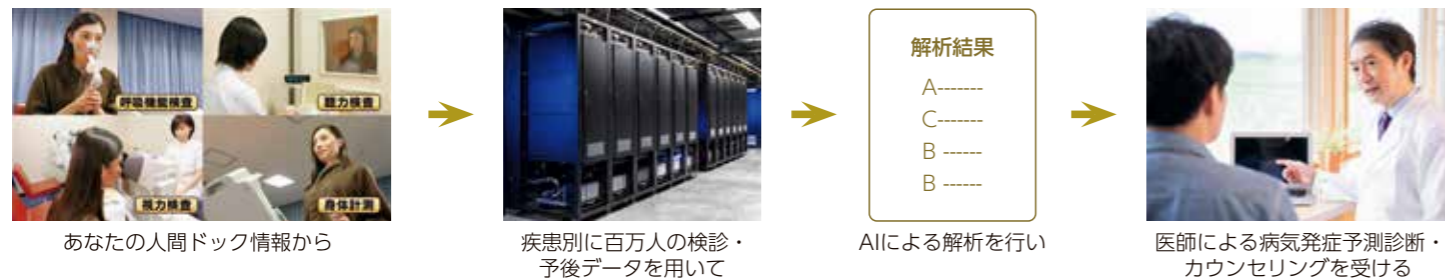 呼吸機能検査
聴力検査
視力検査
身体計測
あなたの人間ドック情報から
疾患別に百万人の検診・
予後データを用いて
解析結果
A-------
C-------
B ------
B ------
AIによる解析を行い
医師による病気発症予測診断・
カウンセリングを受ける